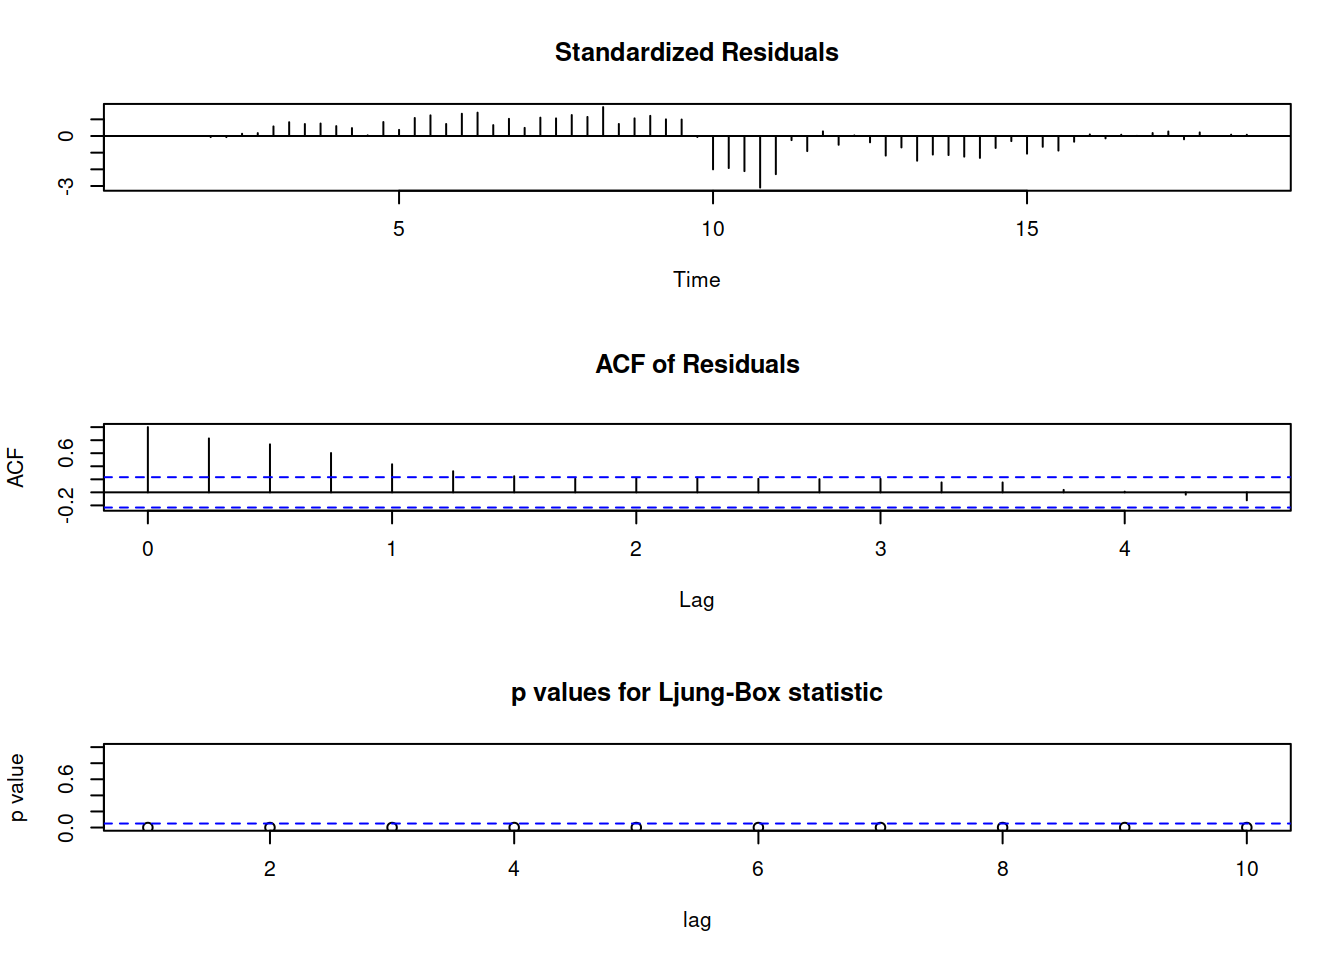 Standardized Residuals
0
-3
5 10 15
Time
ACF of Residuals
ACF
0.6
-0.2
0 1 2 3 4
Lag
p values for Ljung-Box statistic
p value
0.6
0.0
2 4 6 8 10
lag